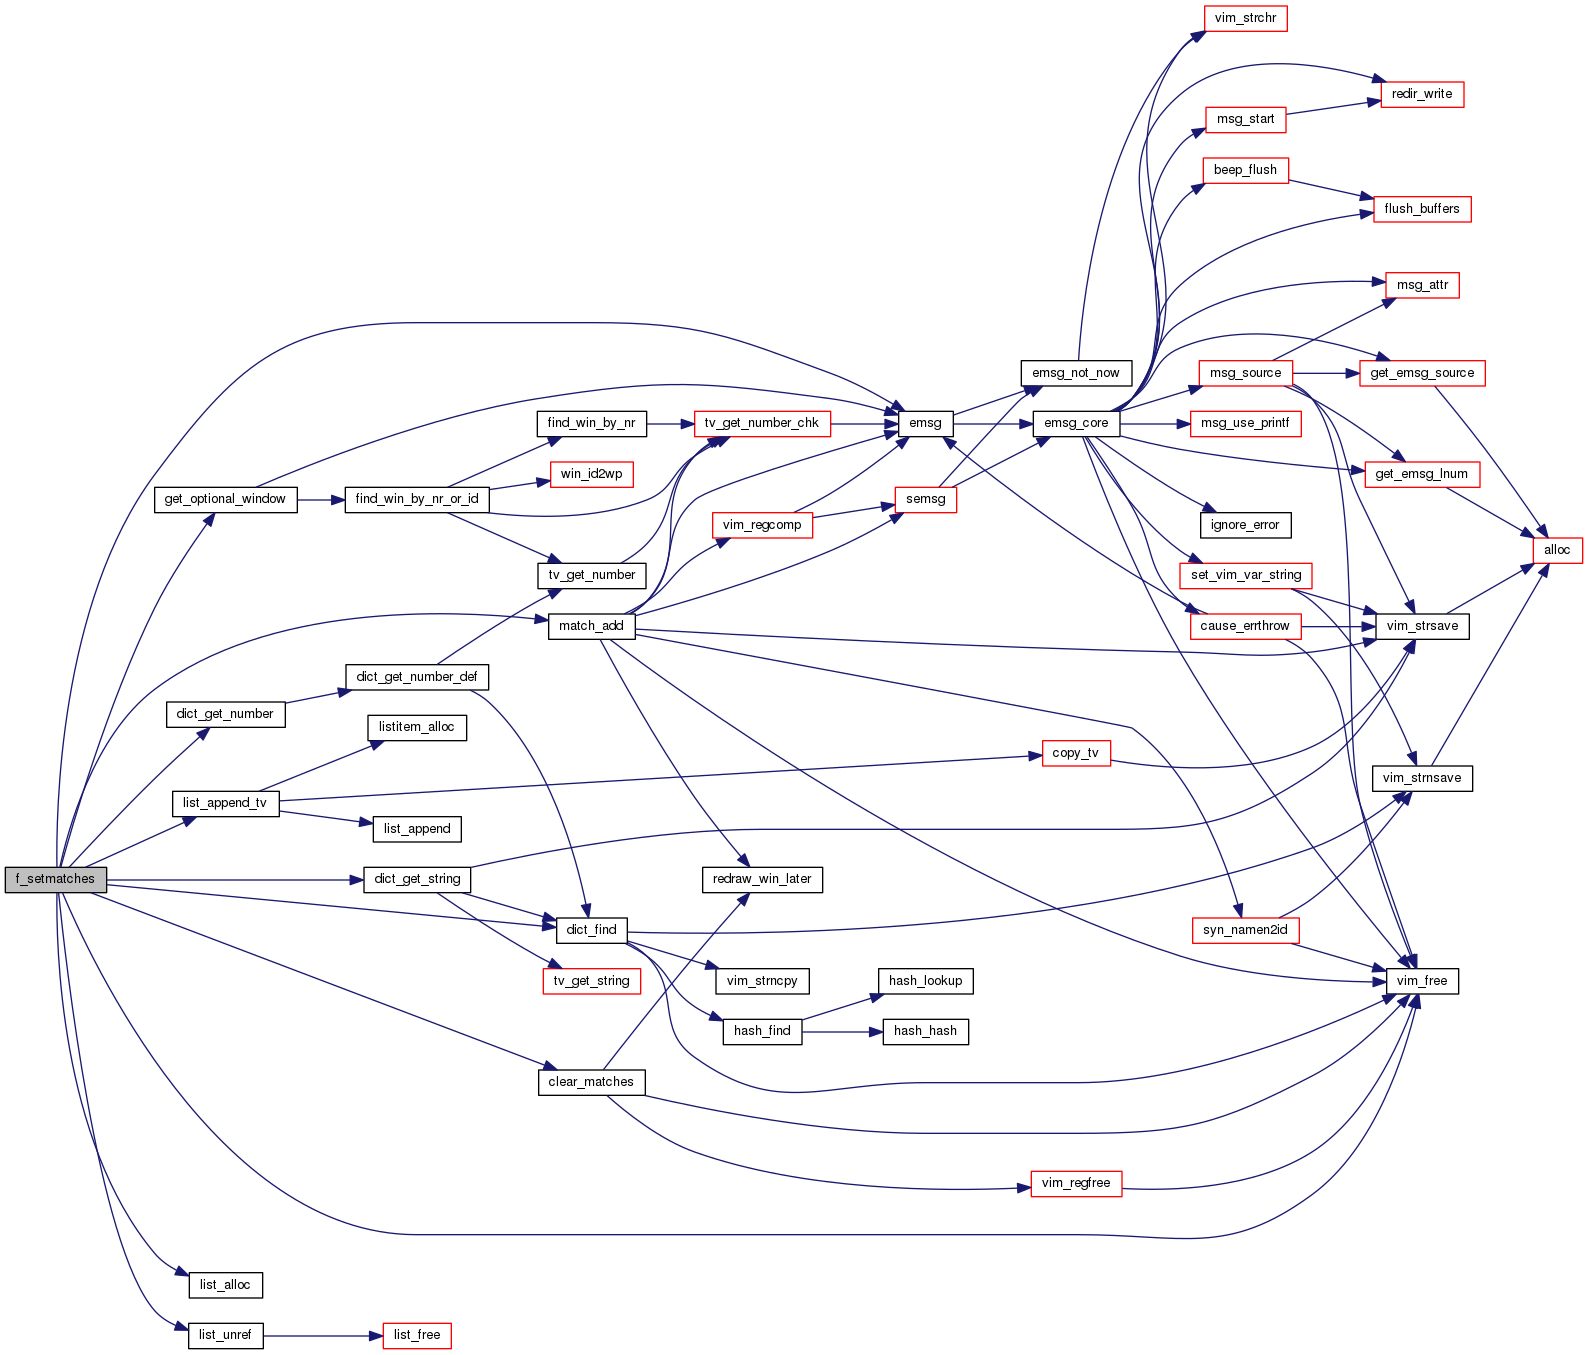 vim_strchr
redir_write
msg_start
beep_flush
flush_buffers
msg_attr
emsg_not_now
msg_source
get_emsg_source
find_win_by_nr
tv_get_number_chk
emsg
emsg_core
msg_use_printf
win_id2wp
get_emsg_lnum
get_optional_window
find_win_by_nr_or_id
semsg
vim_regcomp
ignore_error
alloc
tv_get_number
set_vim_var_string
match_add
cause_errthrow
vim_strsave
dict_get_number_def
dict_get_number
listitem_alloc
copy_tv
vim_strnsave
list_append_tv
list_append
f_setmatches
dict_get_string
redraw_win_later
dict_find
syn_namen2id
tv_get_string
vim_strncpy
hash_lookup
vim_free
hash_find
hash_hash
clear_matches
vim_regfree
list_alloc
list_unref
list_free